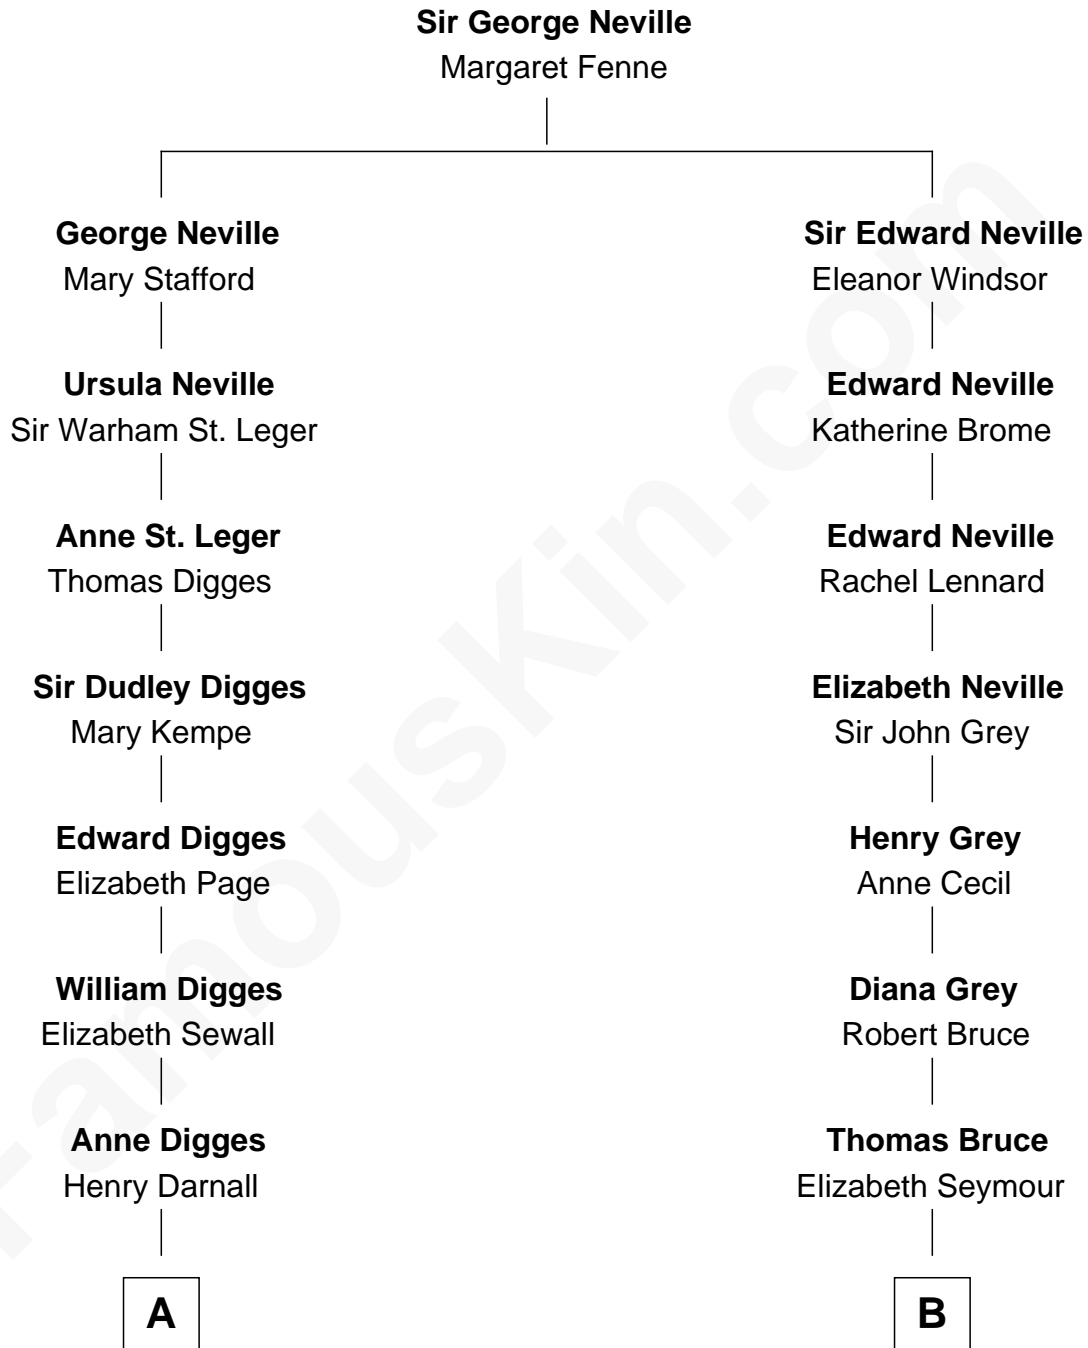 Sir George Neville
Margaret Fenne
George Neville
Mary Stafford
Sir Edward Neville
Eleanor Windsor
Ursula Neville
Sir Warham St. Leger
Edward Neville
Katherine Brome
Anne St. Leger
Thomas Digges
Edward Neville
Rachel Lennard
Sir Dudley Digges
Mary Kempe
Elizabeth Neville
Sir John Grey
Edward Digges
Elizabeth Page
Henry Grey
Anne Cecil
William Digges
Elizabeth Sewall
Diana Grey
Robert Bruce
Anne Digges
Henry Darnall
Thomas Bruce
Elizabeth Seymour
A
B
FamousKin.com